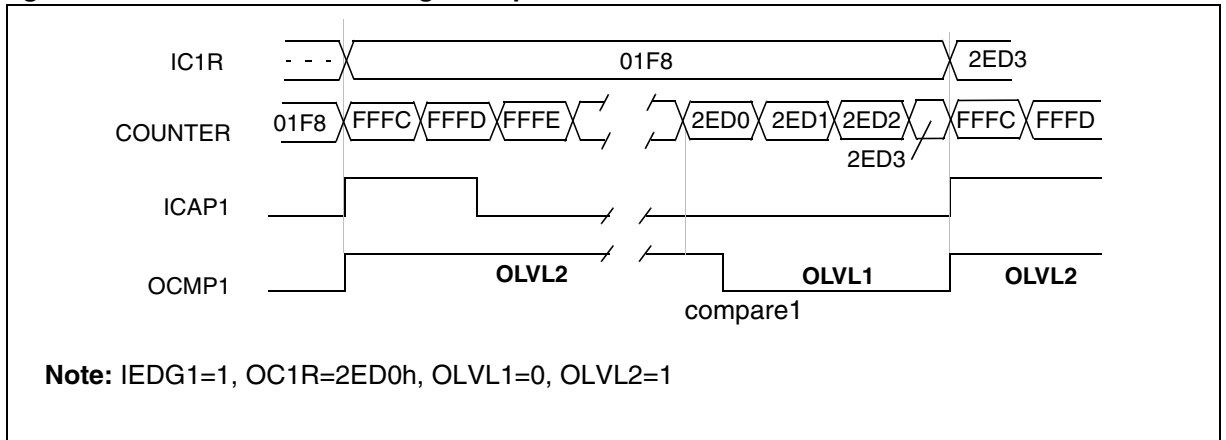 IC1R - - - 01F8 2ED3
COUNTER 01F8 FFFC FFFD FFFE 2ED0 2ED1 2ED2 FFFC FFFD
2ED3
ICAP1
OCMP1 OLVL2 OLVL1 OLVL2
compare1
Note: IEDG1=1, OC1R=2ED0h, OLVL1=0, OLVL2=1